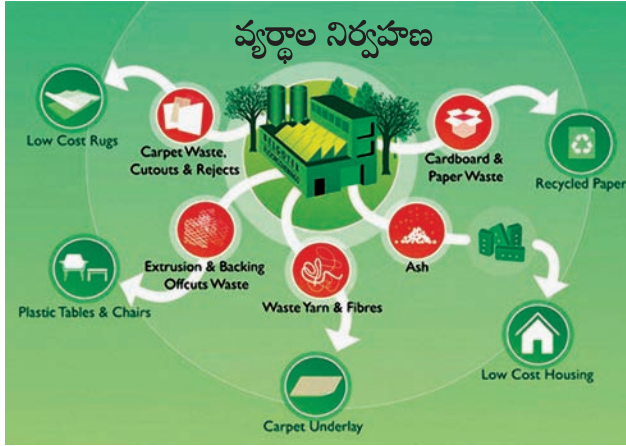 వ్యర్థాల నిర్వహణ
Low Cost Rugs
Carpet Waste,
Cutouts & Rejects
Cardboard &
Paper Waste
Recycled Paper
Extrusion & Backing
Offcuts Waste
Ash
Waste Yarn & Fibres
Plastic Tables & Chairs
Low Cost Housing
Carpet Underlay